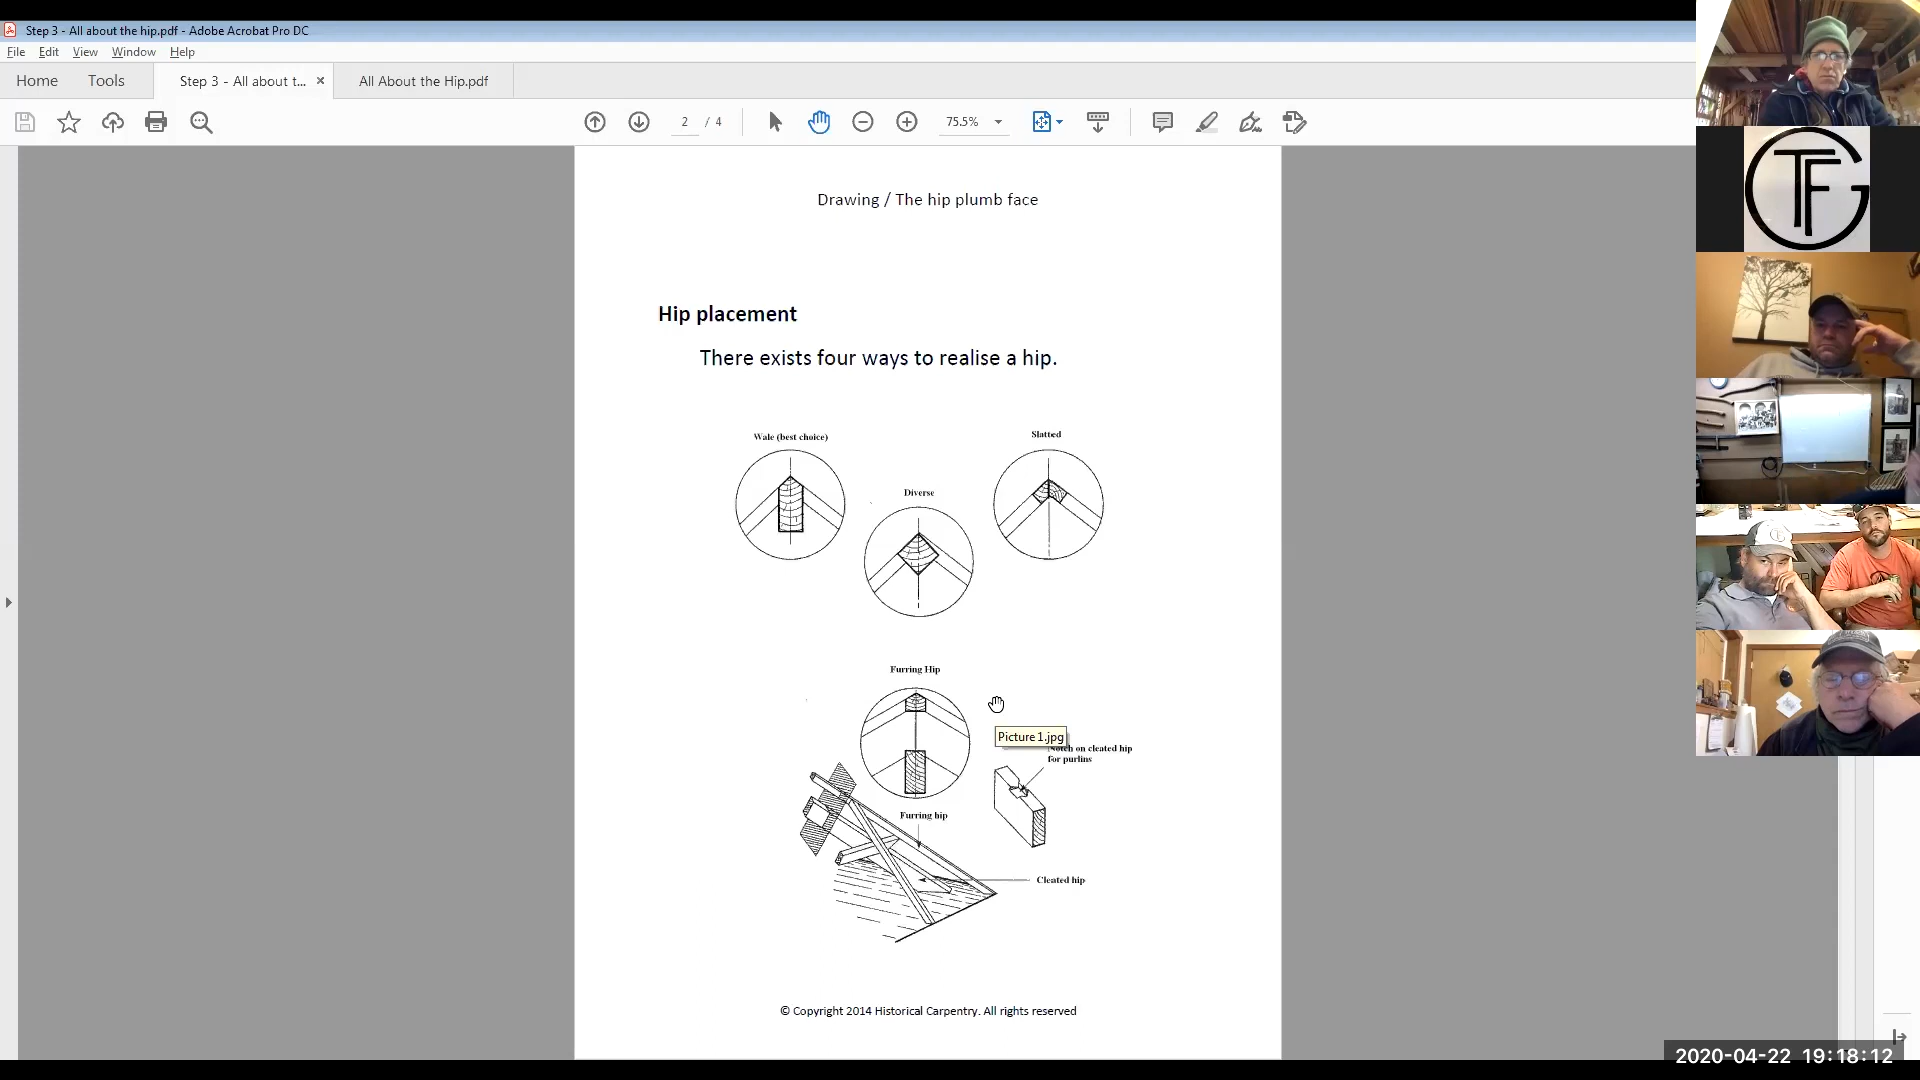 Step 3 - All about the hip.pdf - Adobe Acrobat Pro DC
File Edit View Window Help
Home Tools Step 3 - All about t... × All About the Hip.pdf
2 / 4 75.5%
Drawing / The hip plumb face
Hip placement
There exists four ways to realise a hip.
Wale (best choice)
Slatted
Diverse
Furring Hip
Picture 1.jpg
Notch on cleated hip
for purlins
Furring hip
Cleated hip
© Copyright 2014 Historical Carpentry. All rights reserved
TFG
2020-04-22 19:18:12